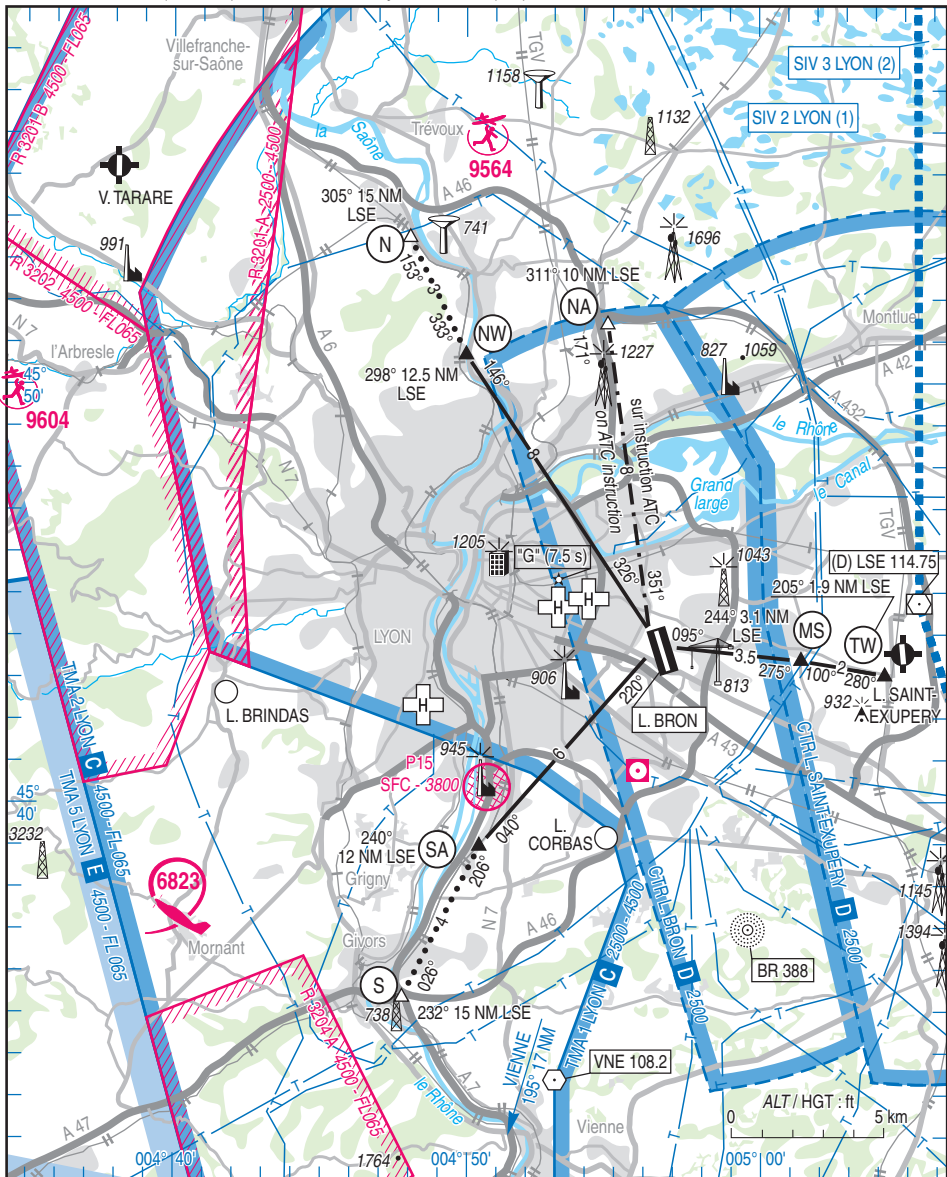 Villefranche-
sur-Saône
TGV
1158
SIV 3 LYON (2)
SIV 2 LYON (1)
R 3201 B 4500 - FL065
la
Saône
Trévoux
9564
1132
V. TARARE
R 3201 A 2500 - 4500
A 46
305° 15 NM
LSE
N
741
991
R 3202 4500 - FL065
153°
3
333°
311° 10 NM LSE
1696
NA
NW
Montluel
N 7
l'Arbresle
A 6
146°
171°
1227
827
1059
A 42
45°
50'
9604
298° 12.5 NM
LSE
A 432
le Rhône
N7
8
sur instruction ATC
8
on ATC instruction
Grand
large
le Canal
TGV
1205
"G" (7.5 s)
326°
351°
1043
(D) LSE 114.75
205° 1.9 NM LSE
H
H
244° 3.1 NM
LSE
MS
TW
LYON
095°
3.5
275°
100°
2
280°
906
220°
813
932
L. SAINT-
EXUPERY
L. BRINDAS
H
L. BRON
A 43
TMA 2 LYON C 4500 - FL 065
TMA 5 LYON E 4500 - FL 065
945
P15
SFC - 3800
6
45°
40'
3232
240°
12 NM LSE
SA
040°
L.
CORBAS
CTR L. SAINT-EXUPERY D 2500
Grigny
206°
6823
N 7
4
A 46
CTR L. BRON D 2500
1145
1394
Mornant
Givors
026°
BR 388
S
738
232° 15 NM LSE
TMA 1 LYON C 2500 - 4500
R 3204 A - 4500 - FL065
VIENNE
195° 17 NM
VNE 108.2
le Rhône
A 7
ALT / HGT : ft
0
5 km
A 47
Vienne
1764
004° 40'
004° 50'
005° 00'